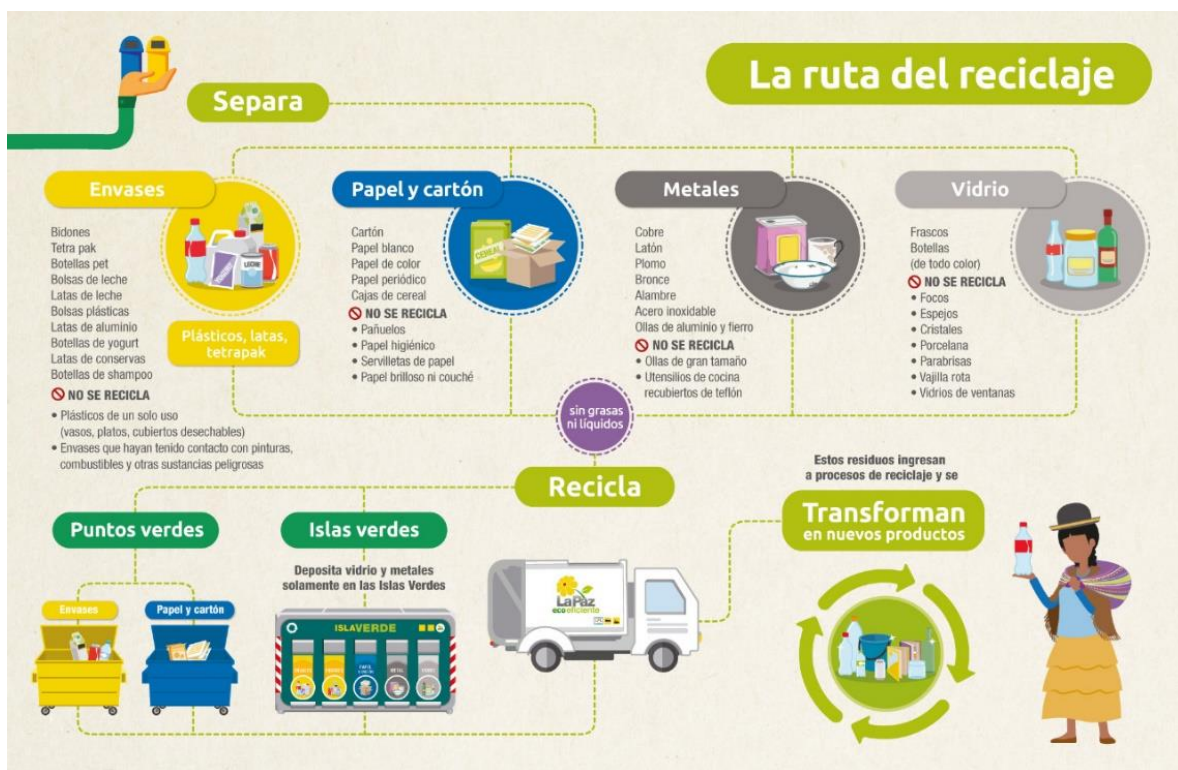 La ruta del reciclaje
Separa
Envases
Bidones
Tetra pak
Botellas pet
Bolsas de leche
Latas de leche
Bolsas plásticas
Latas de aluminio
Botellas de yogurt
Latas de conservas
Botellas de shampoo
NO SE RECICLA
• Plásticos de un solo uso
(vasos, platos, cubiertos desechables)
• Envases que hayan tenido contacto con pinturas,
combustibles y otras sustancias peligrosas
Plásticos, latas,
tetrapak
Papel y cartón
Cartón
Papel blanco
Papel de color
Papel periódico
Cajas de cereal
NO SE RECICLA
• Pañuelos
• Papel higiénico
• Servilletas de papel
• Papel brilloso ni couché
CEREAL
Metales
Cobre
Latón
Plomo
Bronce
Alambre
Acero inoxidable
Ollas de aluminio y fierro
NO SE RECICLA
• Ollas de gran tamaño
• Utensilios de cocina
recubiertos de teflón
Vidrio
Frascos
Botellas
(de todo color)
NO SE RECICLA
• Focos
• Espejos
• Cristales
• Porcelana
• Parabrisas
• Vajilla rota
• Vidrios de ventanas
sin grasas
ni líquidos
Recicla
Puntos verdes
Envases
Papel y cartón
Islas verdes
Deposita vidrio y metales
solamente en las Islas Verdes
ISLAVERDE
LaPaz
ecoeficiente
Estos residuos ingresan
a procesos de reciclaje y se
Transforman
en nuevos productos